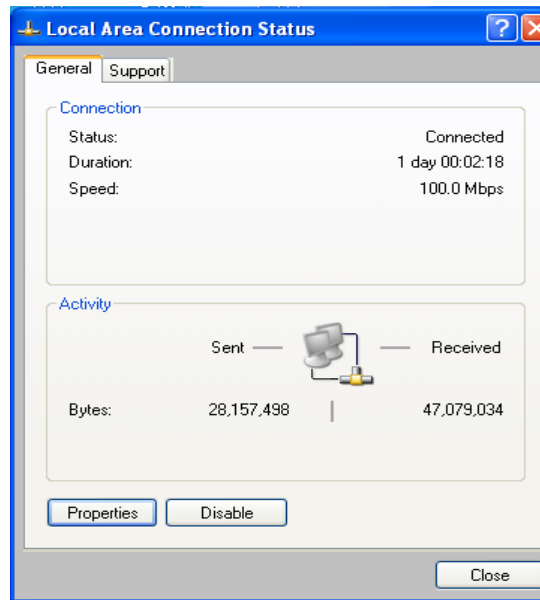 Local Area Connection Status
General Support
Connection
Status: Connected
Duration: 1 day 00:02:18
Speed: 100.0 Mbps
Activity
Sent Received
Bytes: 28,157,498 47,079,034
Properties Disable
Close